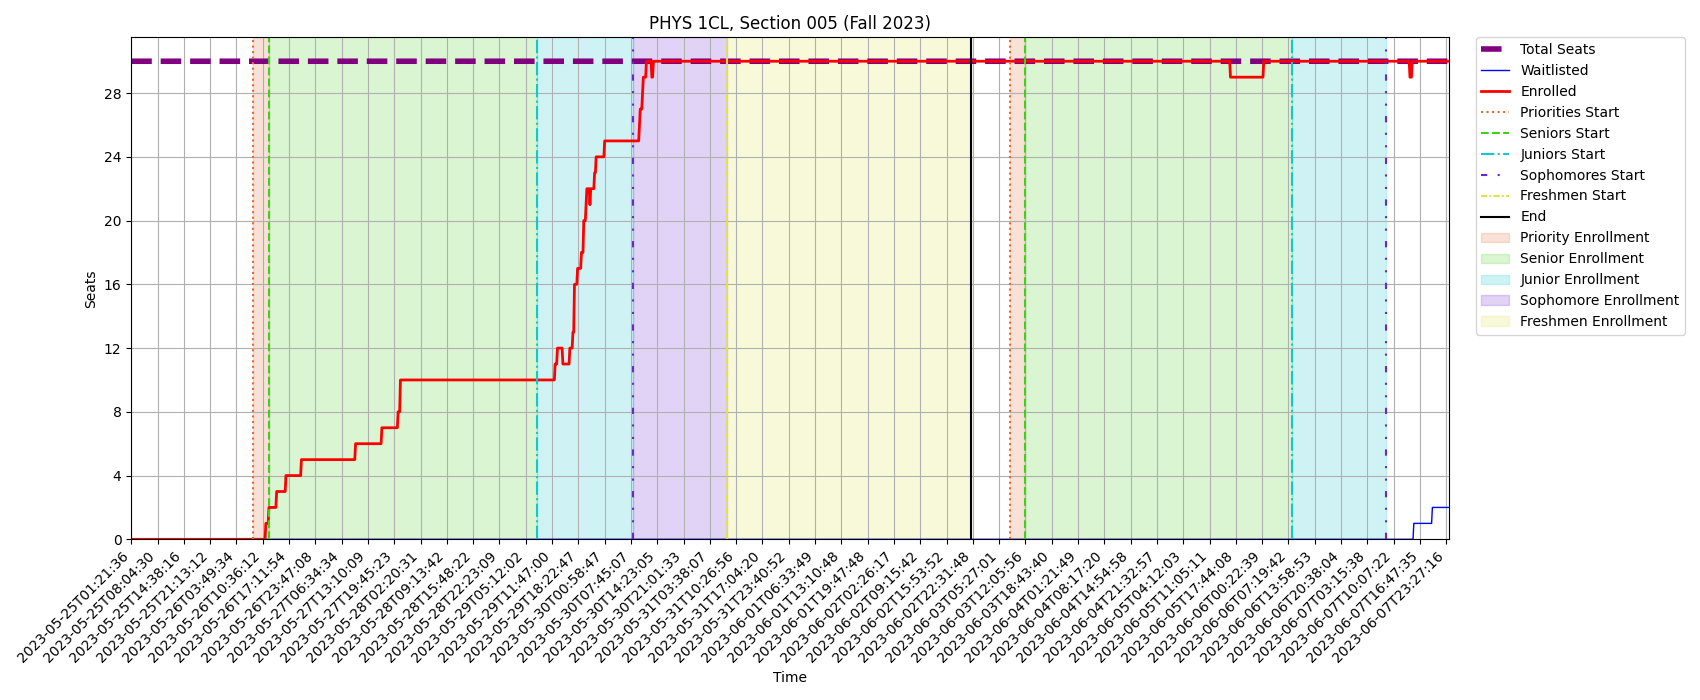 PHYS 1CL, Section 005 (Fall 2023)
Seats
28
24
20
16
12
8
4
0
Total Seats
Waitlisted
Enrolled
Priorities Start
Seniors Start
Juniors Start
Sophomores Start
Freshmen Start
End
Priority Enrollment
Senior Enrollment
Junior Enrollment
Sophomore Enrollment
Freshmen Enrollment
2023-05-25T01:21:36
2023-05-25T08:04:30
2023-05-25T14:38:16
2023-05-25T21:13:12
2023-05-26T03:49:34
2023-05-26T10:36:12
2023-05-26T17:11:54
2023-05-26T23:47:08
2023-05-27T06:34:34
2023-05-27T13:10:09
2023-05-27T19:45:23
2023-05-28T02:20:31
2023-05-28T09:13:42
2023-05-28T15:48:22
2023-05-28T22:23:09
2023-05-29T05:12:02
2023-05-29T11:47:00
2023-05-29T18:22:47
2023-05-30T00:58:47
2023-05-30T07:45:07
2023-05-30T14:23:05
2023-05-30T21:01:33
2023-05-31T03:38:07
2023-05-31T10:26:56
2023-05-31T17:04:20
2023-05-31T23:40:52
2023-06-01T06:33:49
2023-06-01T13:10:48
2023-06-01T19:47:48
2023-06-02T02:26:17
2023-06-02T09:15:42
2023-06-02T15:53:52
2023-06-02T22:31:48
2023-06-03T05:27:01
2023-06-03T12:05:56
2023-06-03T18:43:40
2023-06-04T01:21:49
2023-06-04T08:17:20
2023-06-04T14:54:58
2023-06-04T21:32:57
2023-06-05T04:12:03
2023-06-05T11:05:11
2023-06-05T17:44:08
2023-06-06T00:22:39
2023-06-06T07:19:42
2023-06-06T13:58:53
2023-06-06T20:38:04
2023-06-07T03:15:38
2023-06-07T10:07:22
2023-06-07T16:47:35
2023-06-07T23:27:16
Time